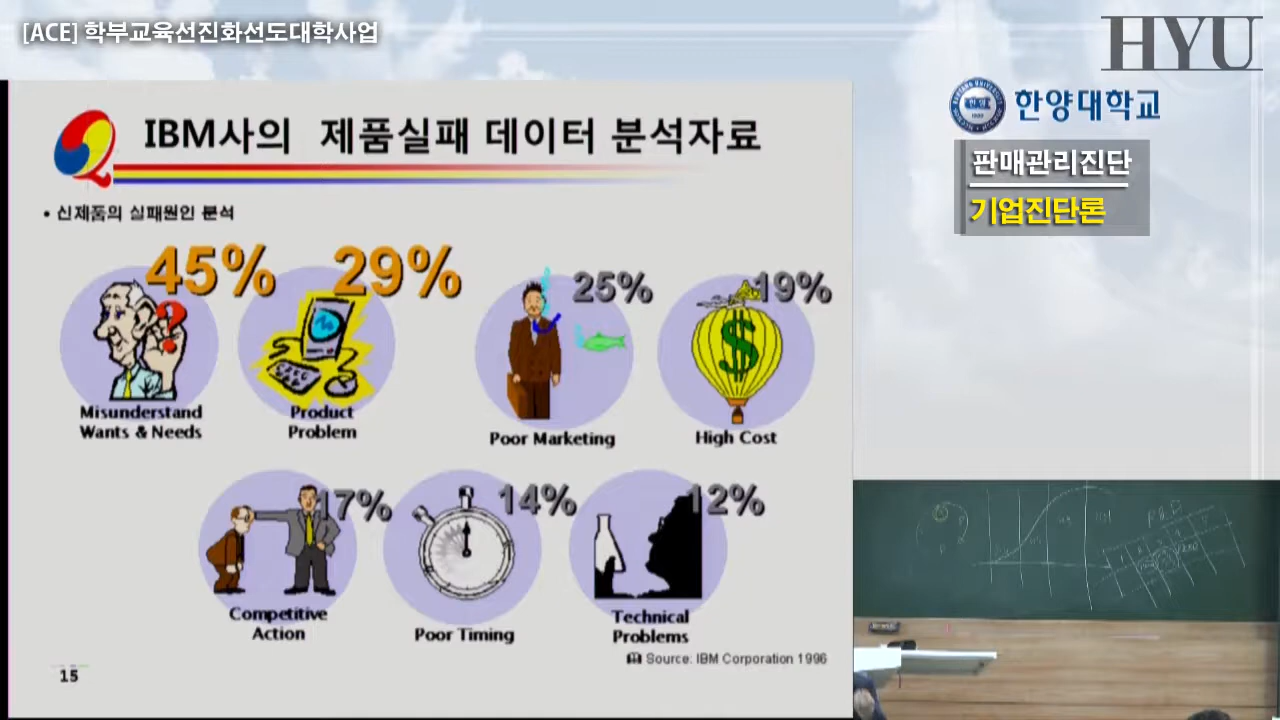 [ACE] 학부교육선진화선도대학사업
HYU
한양대학교
판매관리진단
기업진단론
IBM사의 제품실패 데이터 분석자료
• 신제품의 실패원인 분석
45%
29%
25%
19%
Misunderstand
Wants & Needs
Product
Problem
Poor Marketing
High Cost
17%
14%
12%
Competitive
Action
Poor Timing
Technical
Problems
Source: IBM Corporation 1996
15
HYU